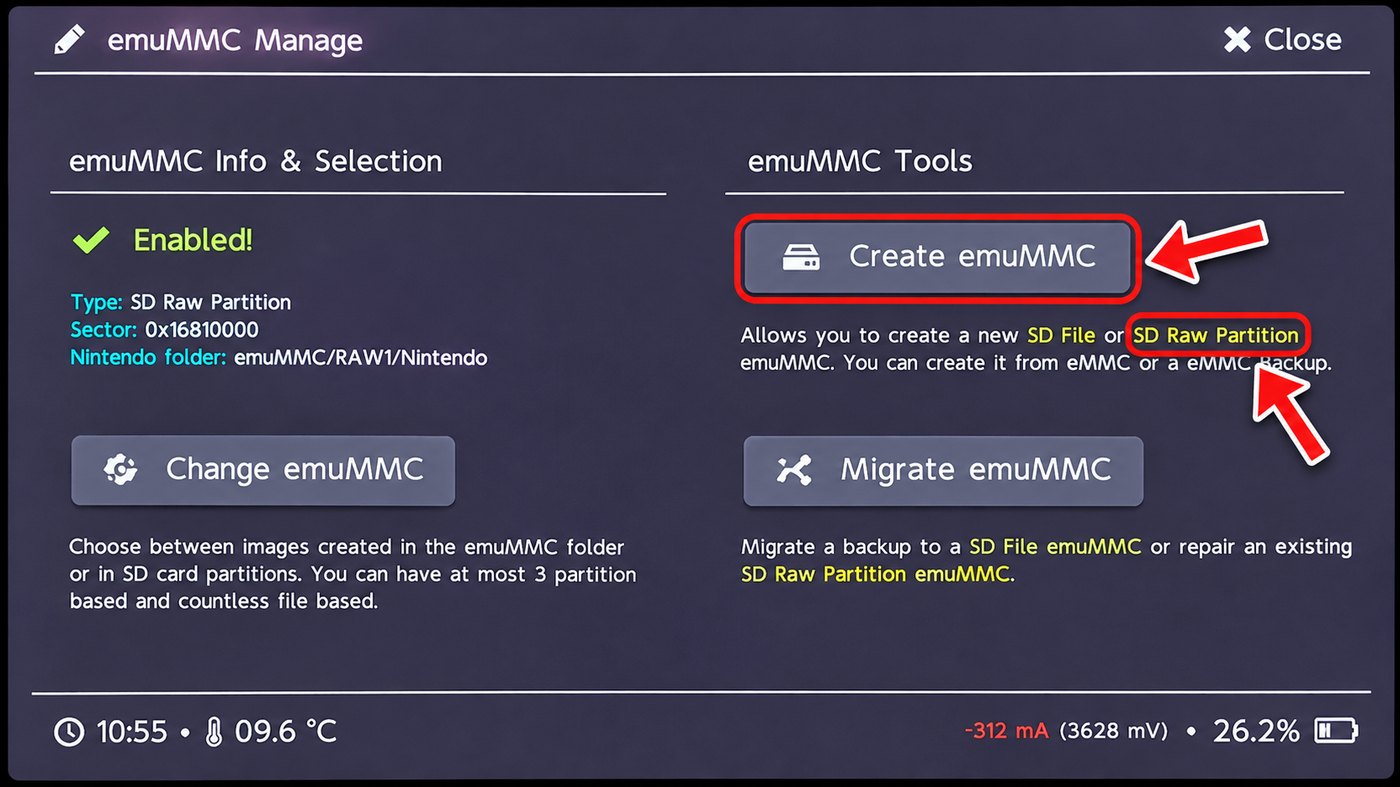 emuMMC Manage
Close
emuMMC Info & Selection
Enabled!
Type: SD Raw Partition
Sector: 0x16810000
Nintendo folder: emuMMC/RAW1/Nintendo
Change emuMMC
Choose between images created in the emuMMC folder
or in SD card partitions. You can have at most 3 partition
based and countless file based.
emuMMC Tools
Create emuMMC
Allows you to create a new SD File or SD Raw Partition
emuMMC. You can create it from eMMC or a eMMC Backup.
Migrate emuMMC
Migrate a backup to a SD File emuMMC or repair an existing
SD Raw Partition emuMMC.
10:55 • 09.6 °C
-312 mA (3628 mV) • 26.2%